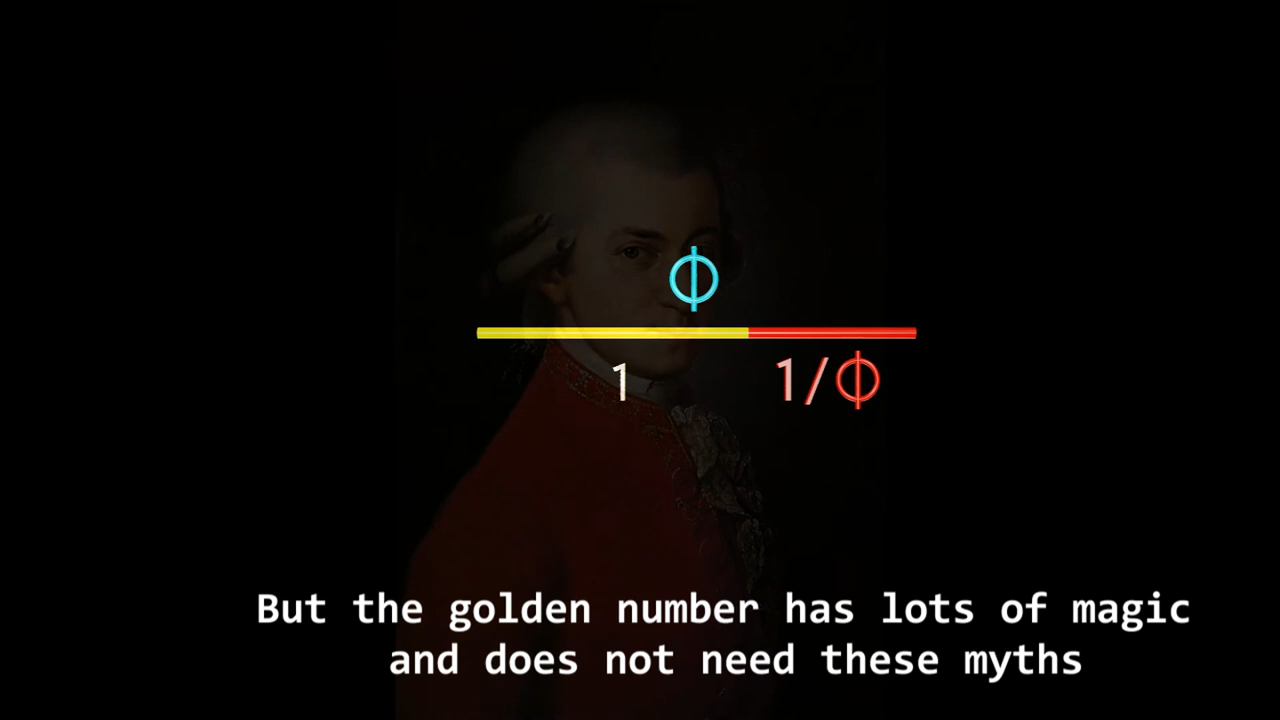 Φ
1 1/Φ
But the golden number has lots of magic
and does not need these myths